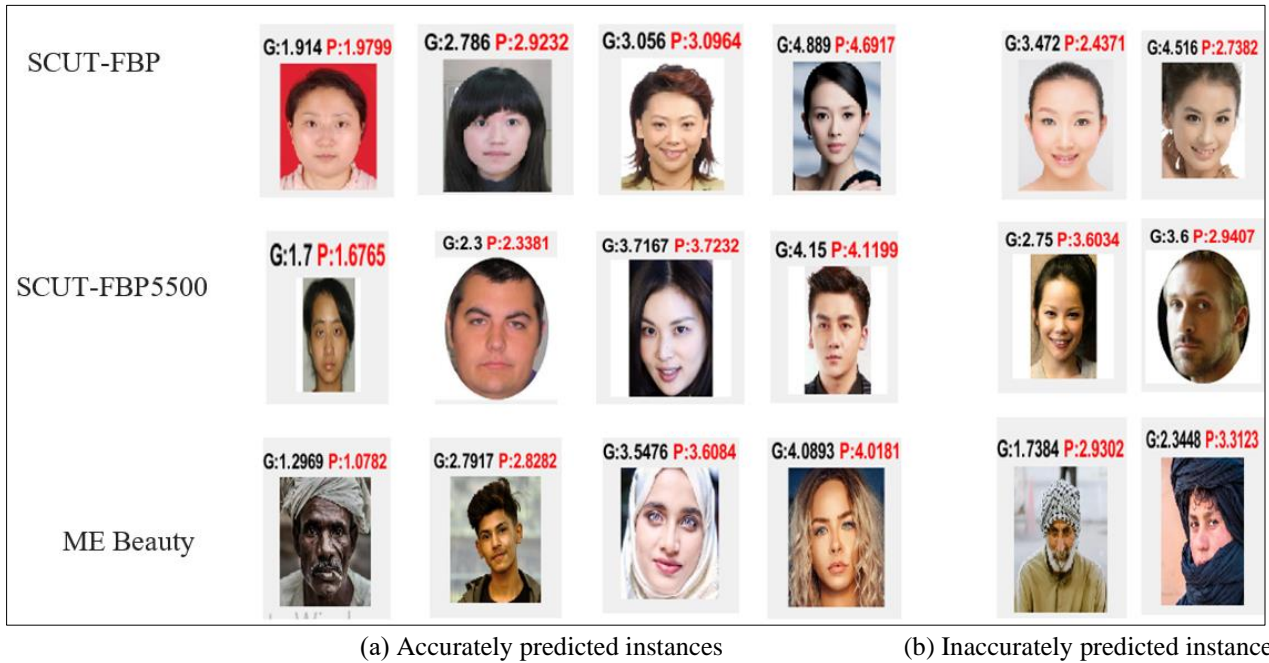 G:1.914 P:1.9799 G:2.786 P:2.9232 G:3.056 P:3.0964 G:4.889 P:4.6917 G:3.472 P:2.4371 G:4.516 P:2.7382
SCUT-FBP
G:1.7 P:1.6765 G:2.3 P:2.3381 G:3.7167 P:3.7232 G:4.15 P:4.1199 G:2.75 P:3.6034 G:3.6 P:2.9407
SCUT-FBP5500
G:1.2969 P:1.0782 G:2.7917 P:2.8282 G:3.5476 P:3.6084 G:4.0893 P:4.0181 G:1.7384 P:2.9302 G:2.3448 P:3.3123
ME Beauty
(a) Accurately predicted instances (b) Inaccurately predicted instance